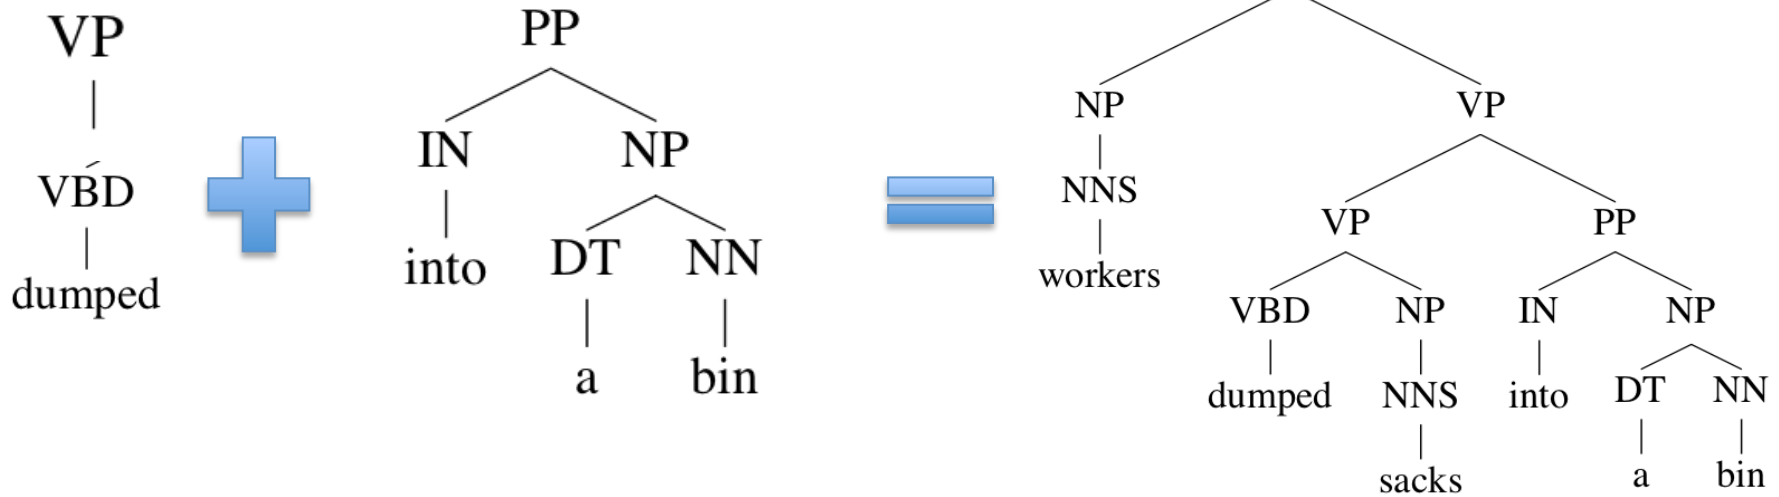 VP
VBD
dumped
PP
IN NP
into DT NN
a bin
NP VP
NNS VP PP
workers VBD NP IN NP
dumped NNS into DT NN
sacks a bin